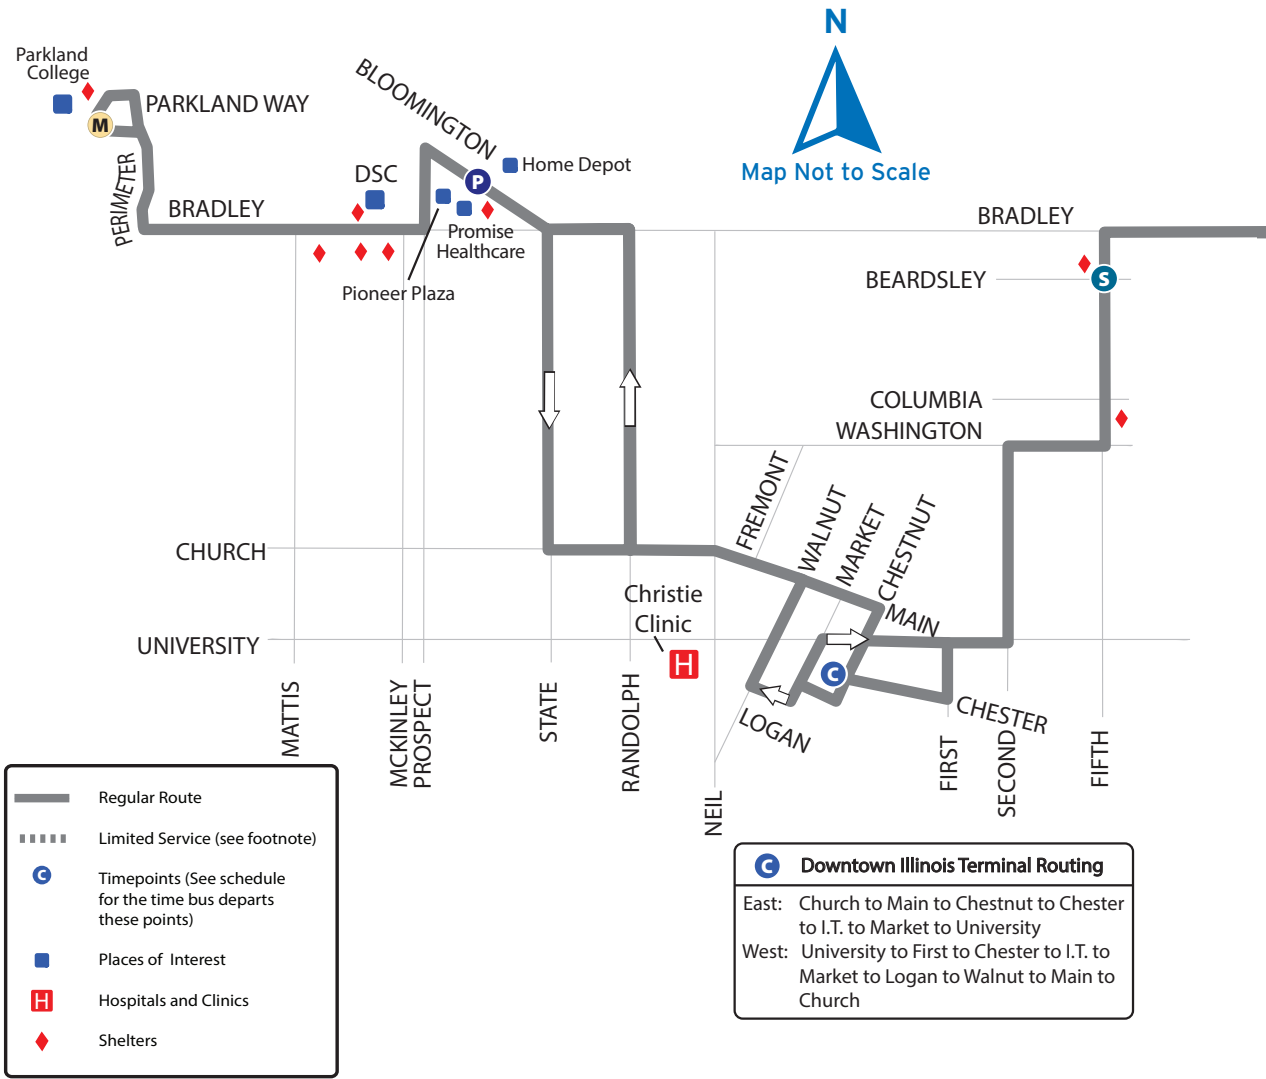 N
Map Not to Scale
Parkland
College
M
PARKLAND WAY
PERIMETER
BLOOMINGTON
P
Home Depot
DSC
BRADLEY
Promise
Healthcare
Pioneer Plaza
BRADLEY
BEARDSLEY
S
COLUMBIA
WASHINGTON
FREMONT
WALNUT
MARKET
CHESTNUT
MAIN
CHURCH
Christie
Clinic
H
UNIVERSITY
C
LOGAN
CHESTER
MATTIS
MCKINLEY
PROSPECT
STATE
RANDOLPH
NEIL
FIRST
SECOND
FIFTH
Regular Route
Limited Service (see footnote)
C
Timepoints (See schedule
for the time bus departs
these points)
Places of Interest
H
Hospitals and Clinics
Shelters
C Downtown Illinois Terminal Routing
East: Church to Main to Chestnut to Chester
to I.T. to Market to University
West: University to First to Chester to I.T. to
Market to Logan to Walnut to Main to
Church